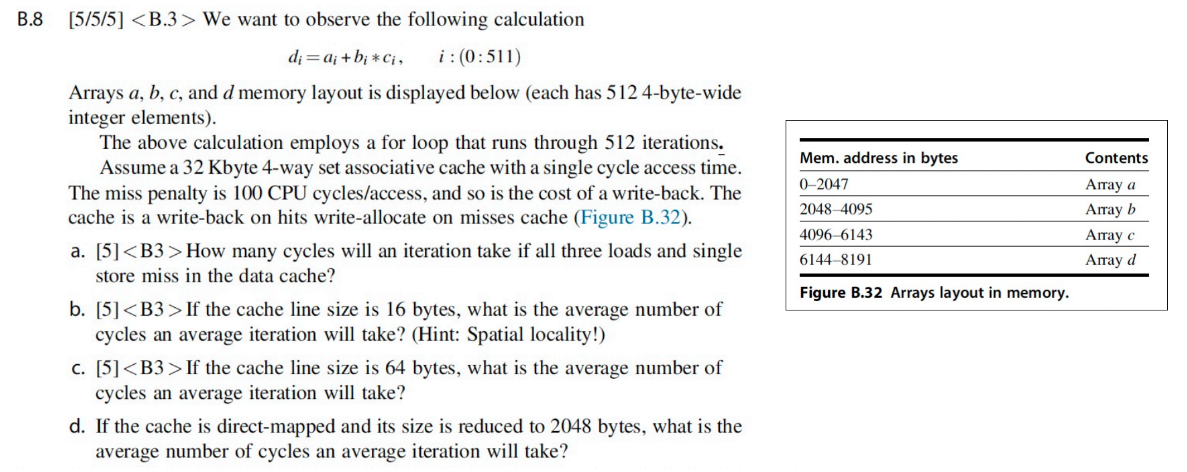 B.8 [5/5/5] <B.3> We want to observe the following calculation
dᵢ = aᵢ + bᵢ * cᵢ, i : (0 : 511)
Arrays a, b, c, and d memory layout is displayed below (each has 512 4-byte-wide
integer elements).
The above calculation employs a for loop that runs through 512 iterations.
Assume a 32 Kbyte 4-way set associative cache with a single cycle access time.
The miss penalty is 100 CPU cycles/access, and so is the cost of a write-back. The
cache is a write-back on hits write-allocate on misses cache (Figure B.32).
a. [5]<B3>How many cycles will an iteration take if all three loads and single
store miss in the data cache?
b. [5]<B3>If the cache line size is 16 bytes, what is the average number of
cycles an average iteration will take? (Hint: Spatial locality!)
c. [5]<B3>If the cache line size is 64 bytes, what is the average number of
cycles an average iteration will take?
d. If the cache is direct-mapped and its size is reduced to 2048 bytes, what is the
average number of cycles an average iteration will take?
Mem. address in bytes Contents
0–2047 Array a
2048–4095 Array b
4096–6143 Array c
6144–8191 Array d
Figure B.32 Arrays layout in memory.